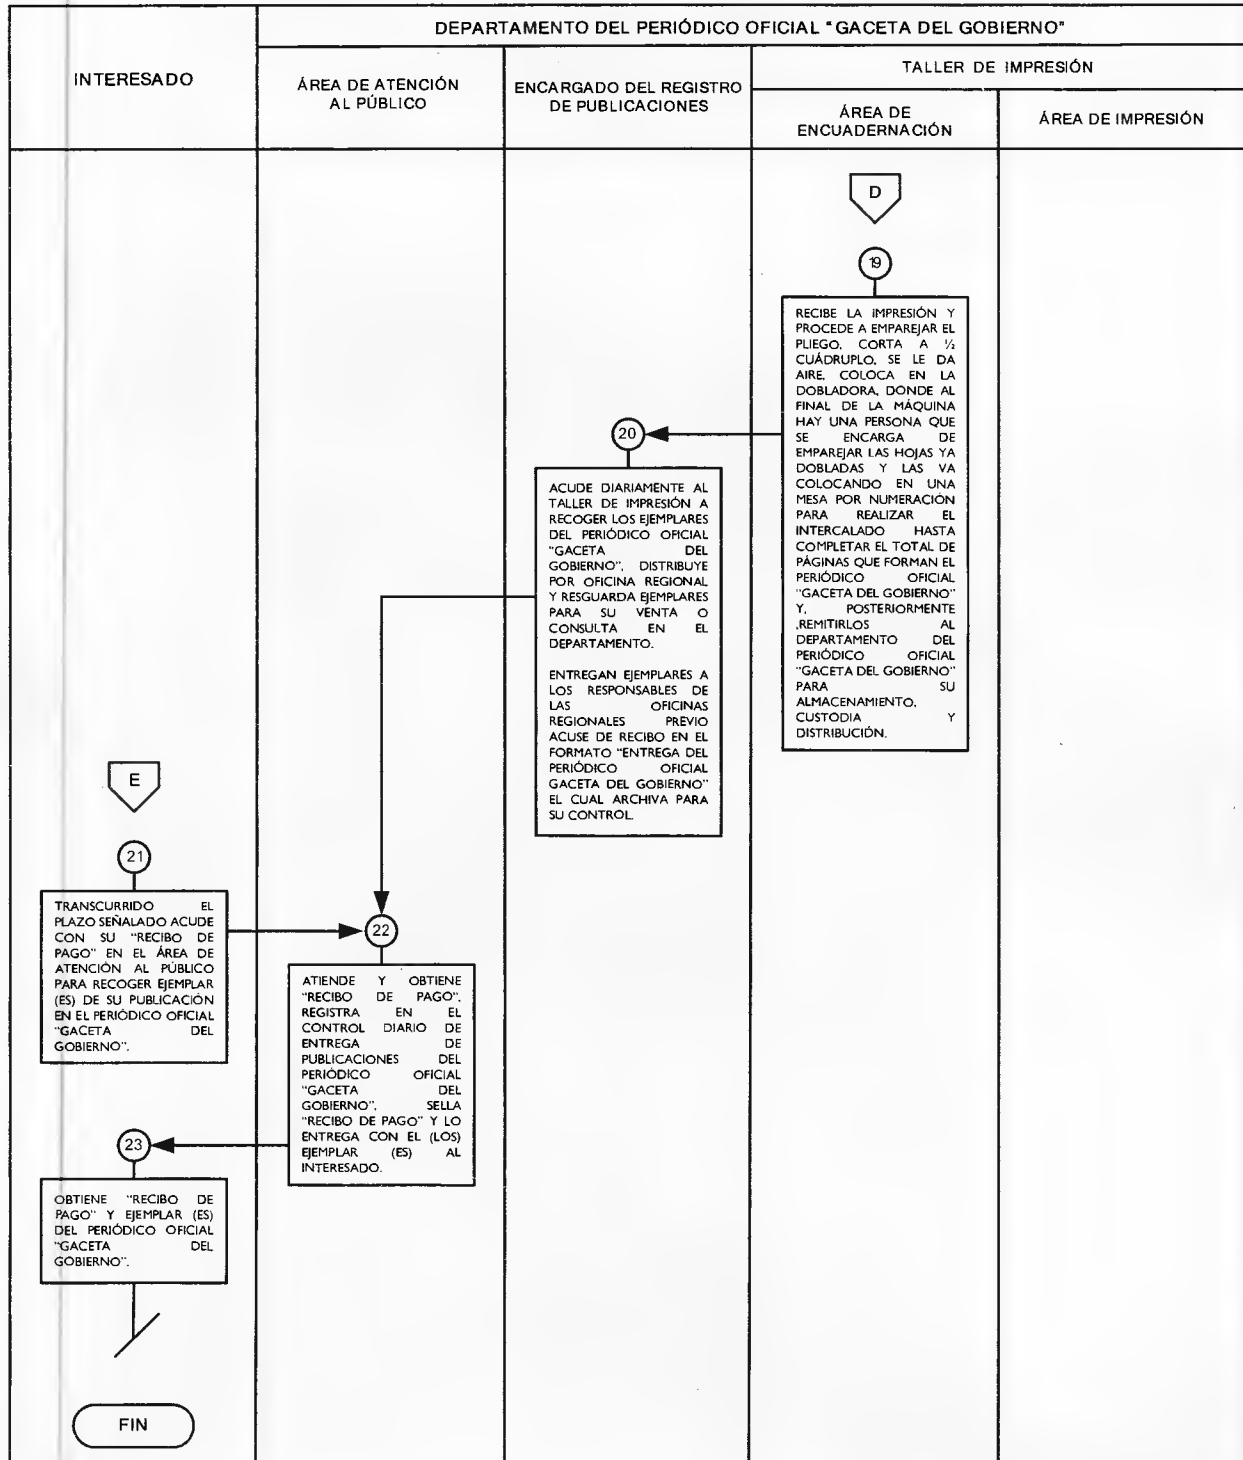 DEPARTAMENTO DEL PERIÓDICO OFICIAL "GACETA DEL GOBIERNO"
INTERESADO
ÁREA DE ATENCIÓN
AL PÚBLICO
ENCARGADO DEL REGISTRO
DE PUBLICACIONES
TALLER DE IMPRESIÓN
ÁREA DE
ENCUADERNACIÓN
ÁREA DE IMPRESIÓN
D
19
RECIBE LA IMPRESIÓN Y
PROCEDE A EMPAREJAR EL
PLIEGO, CORTA A ½
CUÁDRUPLO, SE LE DA
AIRE, COLOCA EN LA
DOBLADORA, DONDE AL
FINAL DE LA MÁQUINA
HAY UNA PERSONA QUE
SE ENCARGA DE
EMPAREJAR LAS HOJAS YA
DOBLADAS Y LAS VA
COLOCANDO EN UNA
MESA POR NUMERACIÓN
PARA REALIZAR EL
INTERCALADO HASTA
COMPLETAR EL TOTAL DE
PÁGINAS QUE FORMAN EL
PERIÓDICO OFICIAL
"GACETA DEL GOBIERNO"
Y, POSTERIORMENTE
,REMITIRLOS AL
DEPARTAMENTO DEL
PERIÓDICO OFICIAL
"GACETA DEL GOBIERNO"
PARA SU
ALMACENAMIENTO,
CUSTODIA Y
DISTRIBUCIÓN.
20
ACUDE DIARIAMENTE AL
TALLER DE IMPRESIÓN A
RECOGER LOS EJEMPLARES
DEL PERIÓDICO OFICIAL
"GACETA DEL
GOBIERNO", DISTRIBUYE
POR OFICINA REGIONAL
Y RESGUARDA EJEMPLARES
PARA SU VENTA O
CONSULTA EN EL
DEPARTAMENTO.
ENTREGAN EJEMPLARES A
LOS RESPONSABLES DE
LAS OFICINAS
REGIONALES PREVIO
ACUSE DE RECIBO EN EL
FORMATO "ENTREGA DEL
PERIÓDICO OFICIAL
GACETA DEL GOBIERNO"
EL CUAL ARCHIVA PARA
SU CONTROL.
E
21
TRANSCURRIDO EL
PLAZO SEÑALADO ACUDE
CON SU "RECIBO DE
PAGO" EN EL ÁREA DE
ATENCIÓN AL PÚBLICO
PARA RECOGER EJEMPLAR
(ES) DE SU PUBLICACIÓN
EN EL PERIÓDICO OFICIAL
"GACETA DEL
GOBIERNO".
22
ATIENDE Y OBTIENE
"RECIBO DE PAGO",
REGISTRA EN EL
CONTROL DIARIO DE
ENTREGA DE
PUBLICACIONES DEL
PERIÓDICO OFICIAL
"GACETA DEL
GOBIERNO", SELLA
"RECIBO DE PAGO" Y LO
ENTREGA CON EL (LOS)
EJEMPLAR (ES) AL
INTERESADO.
23
OBTIENE "RECIBO DE
PAGO" Y EJEMPLAR (ES)
DEL PERIÓDICO OFICIAL
"GACETA DEL
GOBIERNO".
FIN